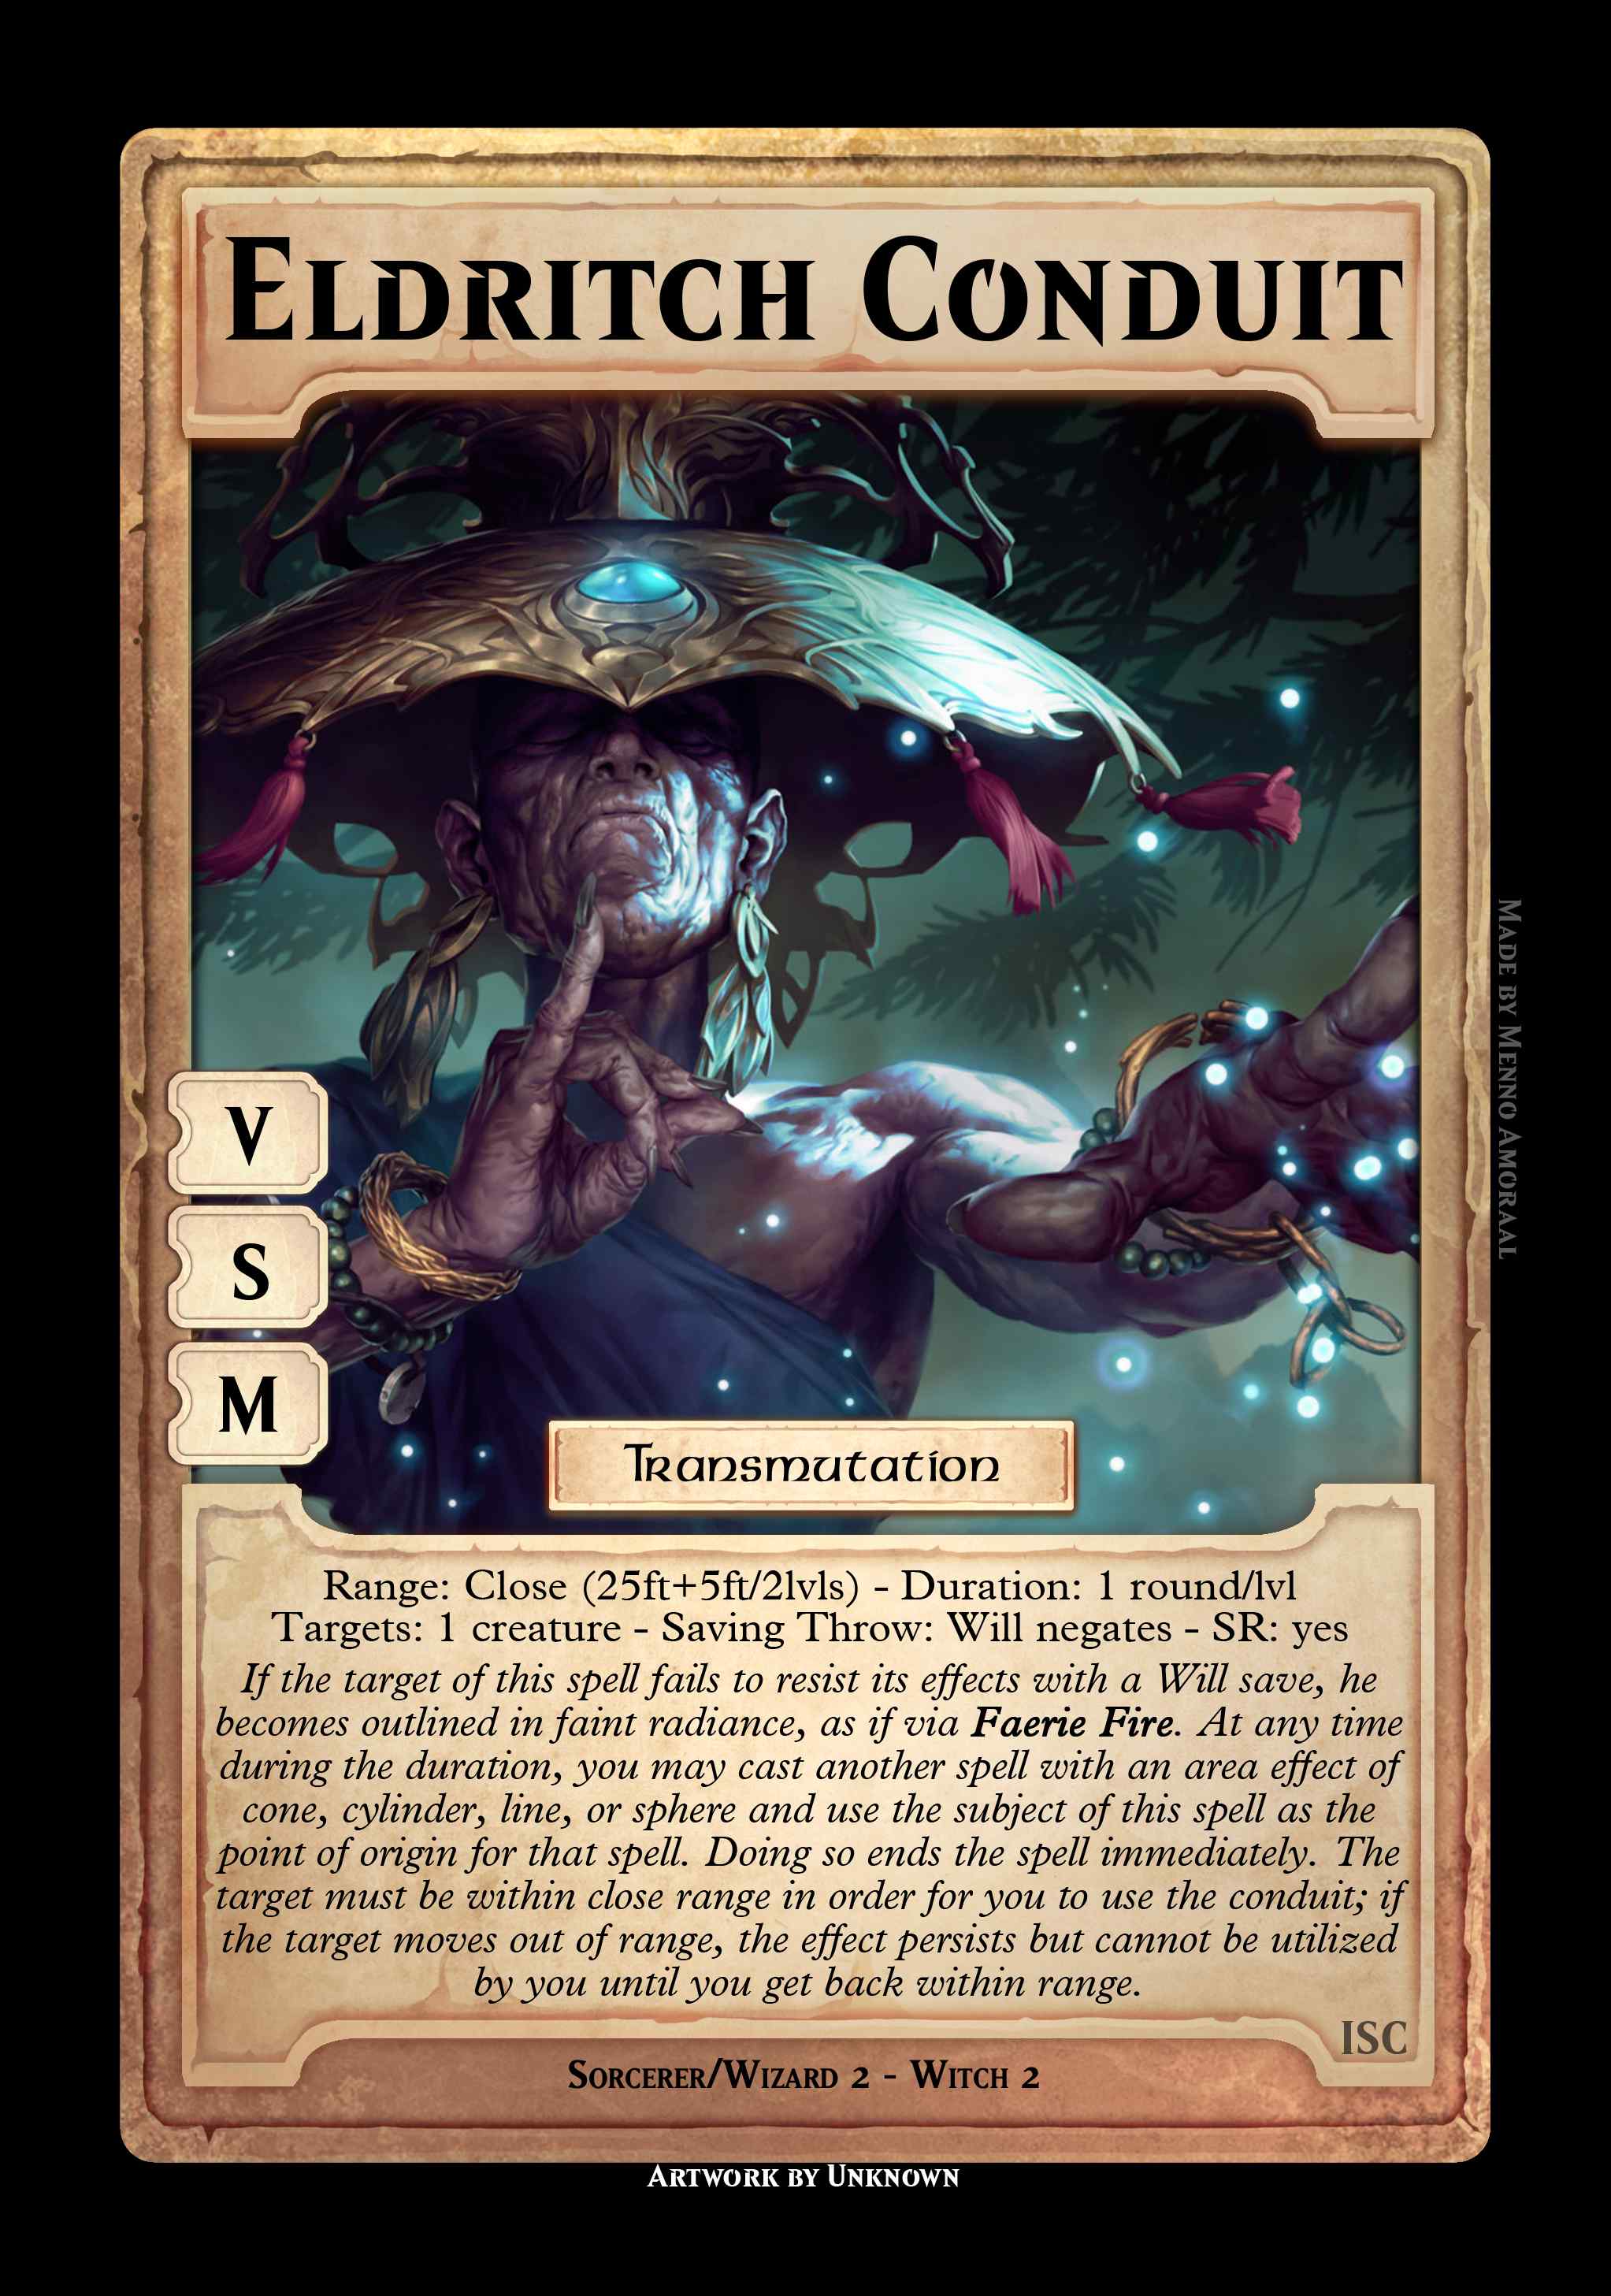 Eldritch Conduit
V
S
M
Transmutation
Range: Close (25ft+5ft/2lvls) - Duration: 1 round/lvl
Targets: 1 creature - Saving Throw: Will negates - SR: yes
If the target of this spell fails to resist its effects with a Will save, he
becomes outlined in faint radiance, as if via Faerie Fire. At any time
during the duration, you may cast another spell with an area effect of
cone, cylinder, line, or sphere and use the subject of this spell as the
point of origin for that spell. Doing so ends the spell immediately. The
target must be within close range in order for you to use the conduit; if
the target moves out of range, the effect persists but cannot be utilized
by you until you get back within range.
ISC
Sorcerer/Wizard 2 - Witch 2
Artwork by Unknown
Made by Menno Amoraal